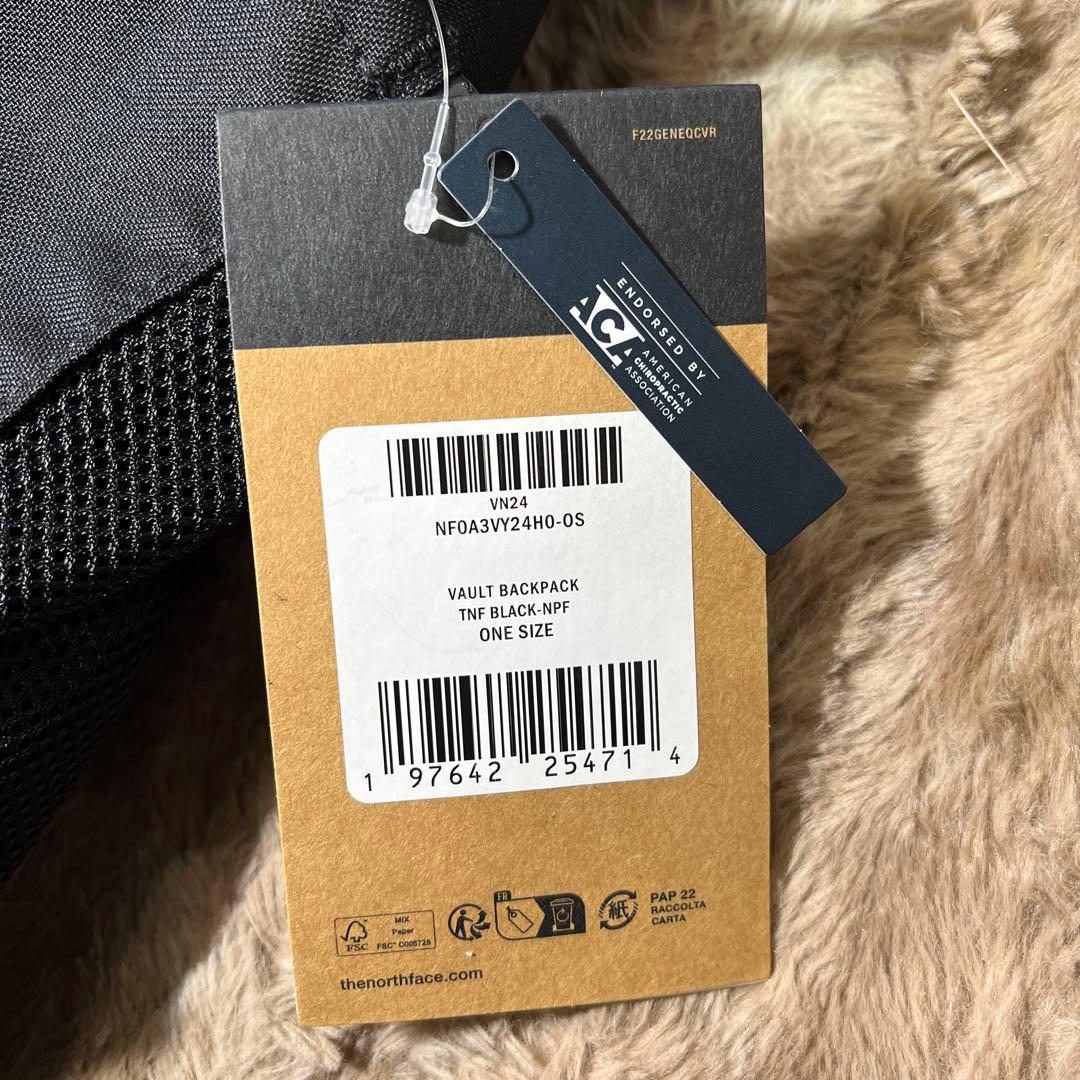 F22GENEQCVR
ENDORSED BY
ACA
AMERICAN
CHIROPRACTIC
ASSOCIATION
VN24
NF0A3VY24H0-OS
VAULT BACKPACK
TNF BLACK-NPF
ONE SIZE
1 97642 25471 4
FSC
MIX
Paper
FSC® C005725
FR
紙
PAP 22
RACCOLTA
CARTA
thenorthface.com